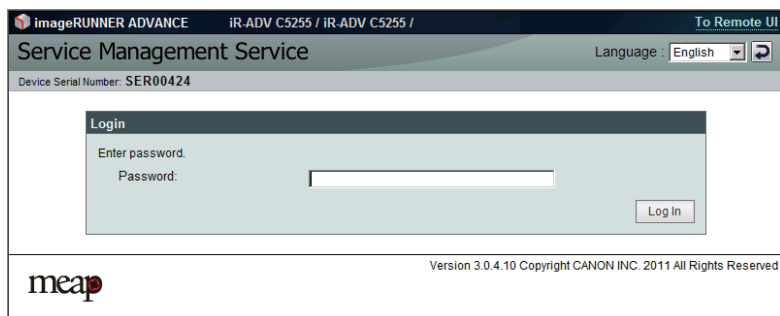 imageRUNNER ADVANCE iR-ADV C5255 / iR-ADV C5255 / To Remote UI
Service Management Service Language : English
Device Serial Number: SER00424
Login
Enter password.
Password:
Log In
Version 3.0.4.10 Copyright CANON INC. 2011 All Rights Reserved
meap